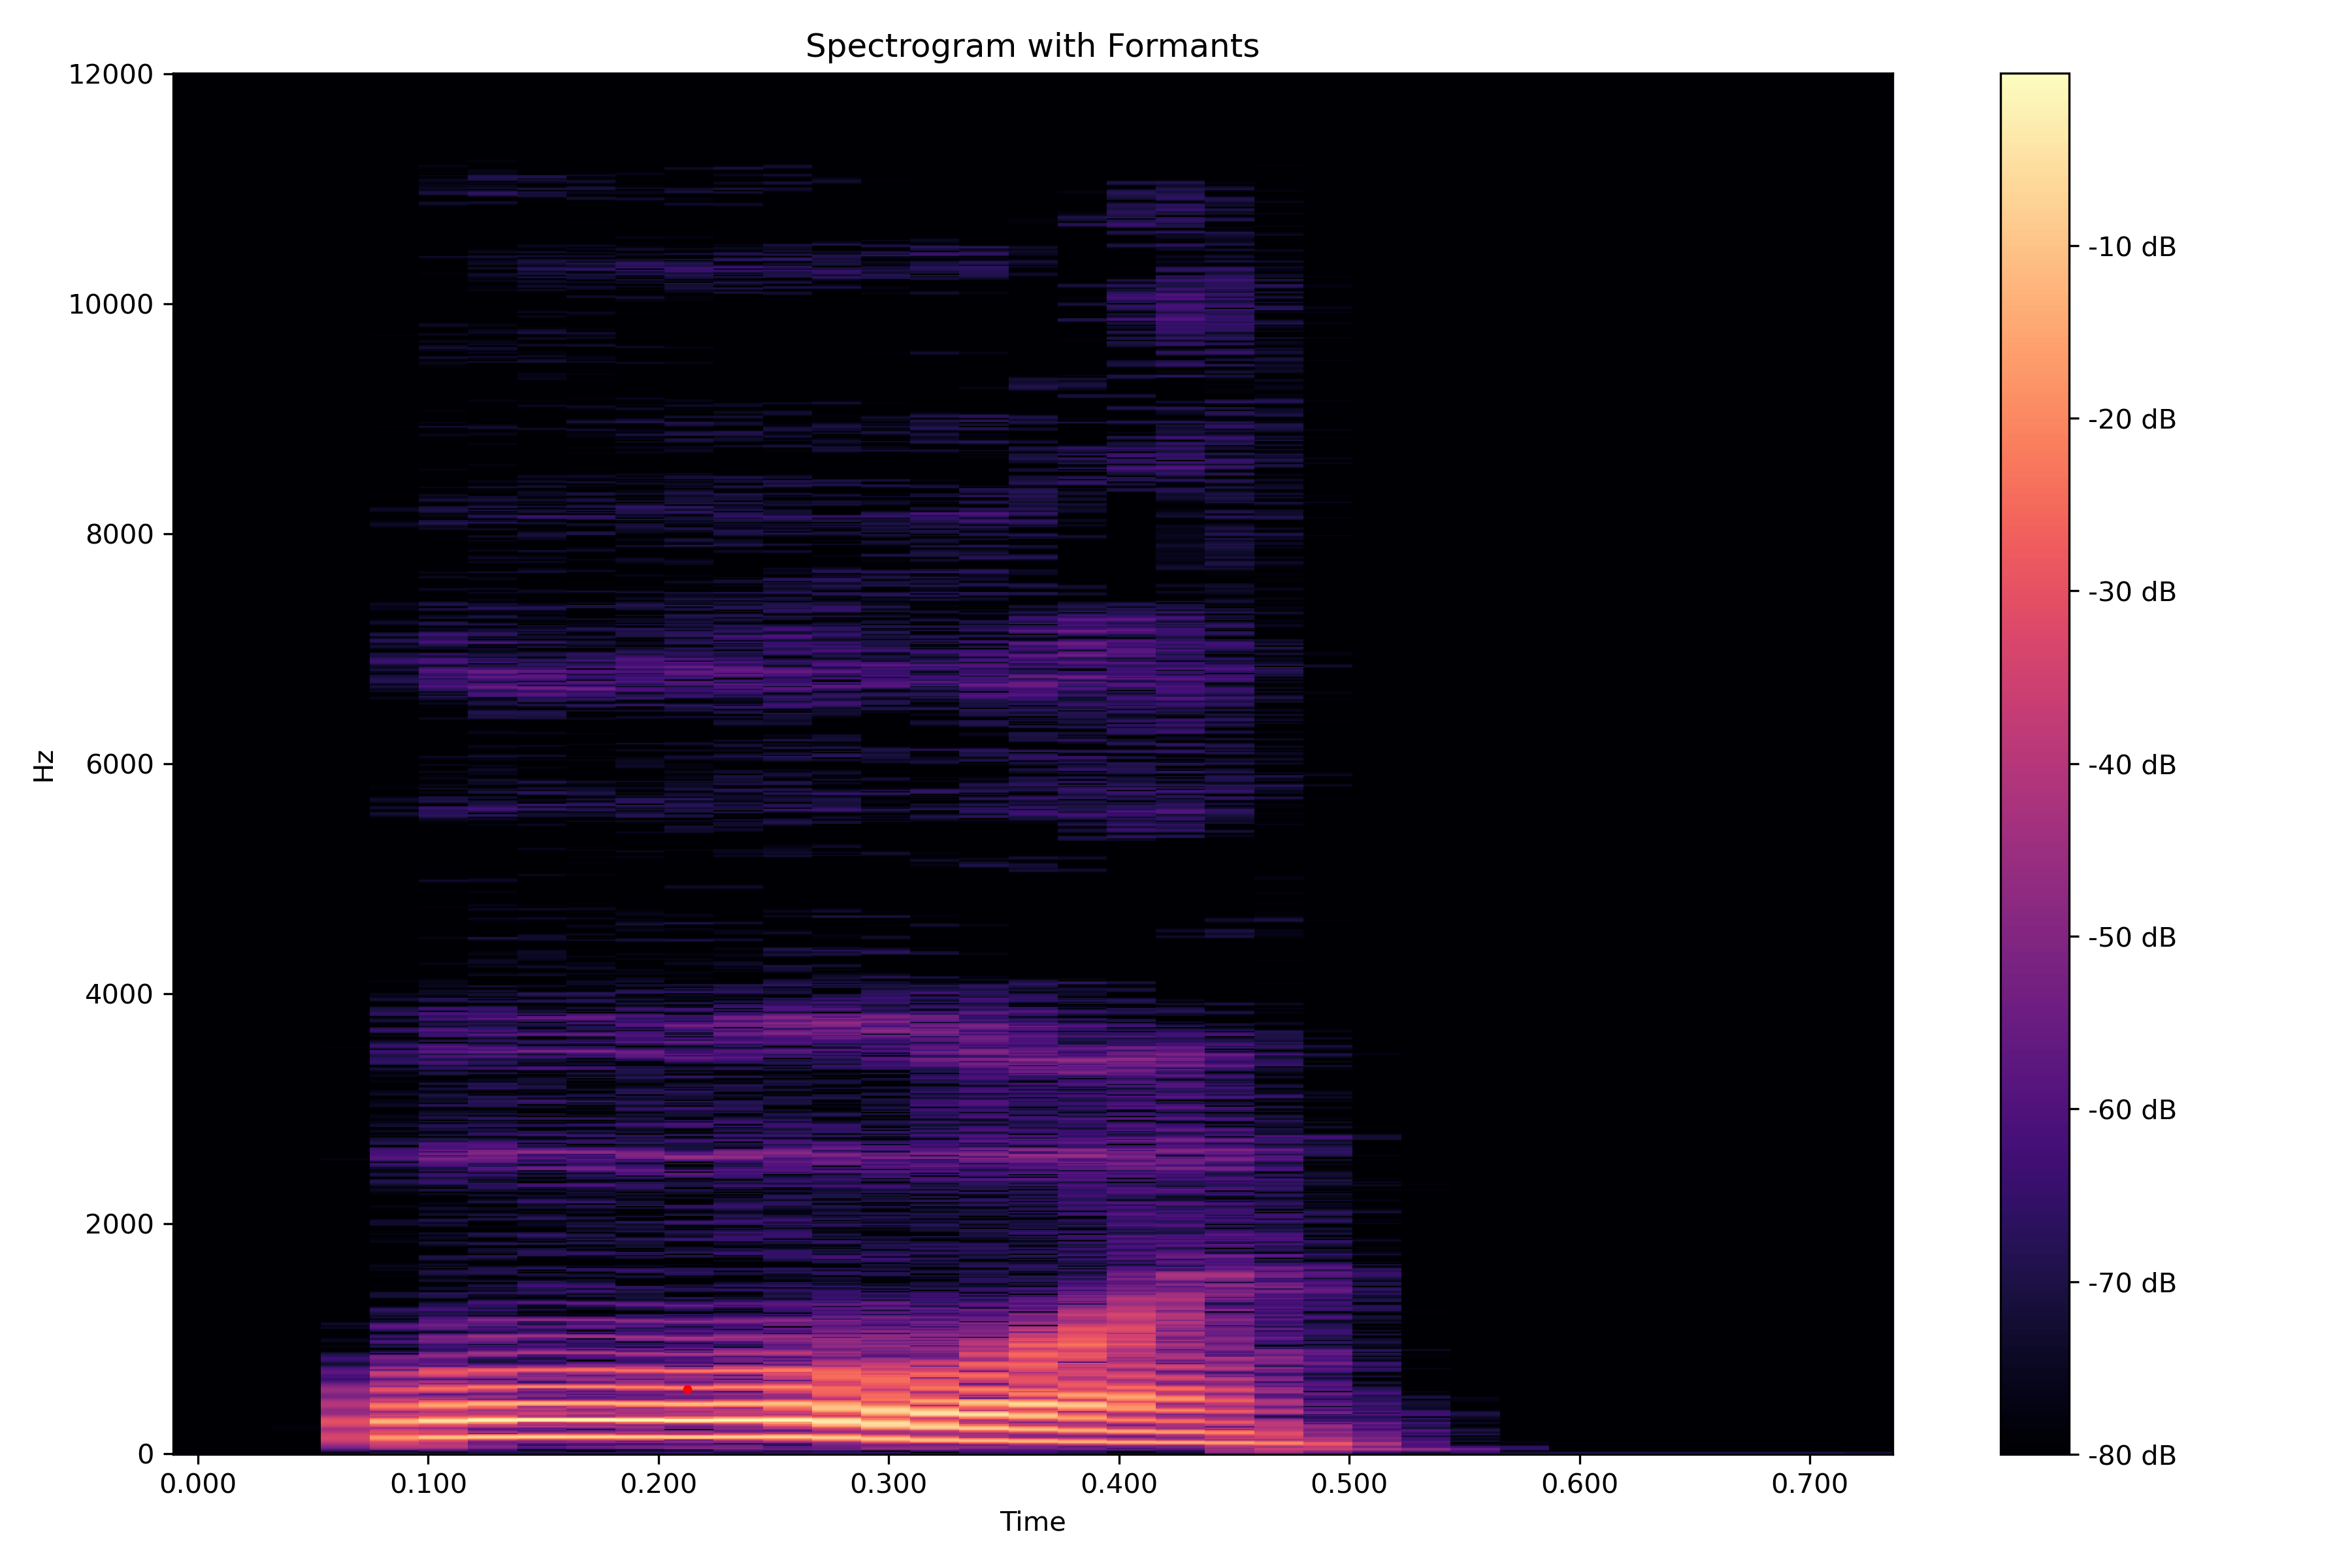 Spectrogram with Formants
12000
10000
8000
6000
4000
2000
0
Hz
0.000
0.100
0.200
0.300
0.400
0.500
0.600
0.700
Time
-10 dB
-20 dB
-30 dB
-40 dB
-50 dB
-60 dB
-70 dB
-80 dB